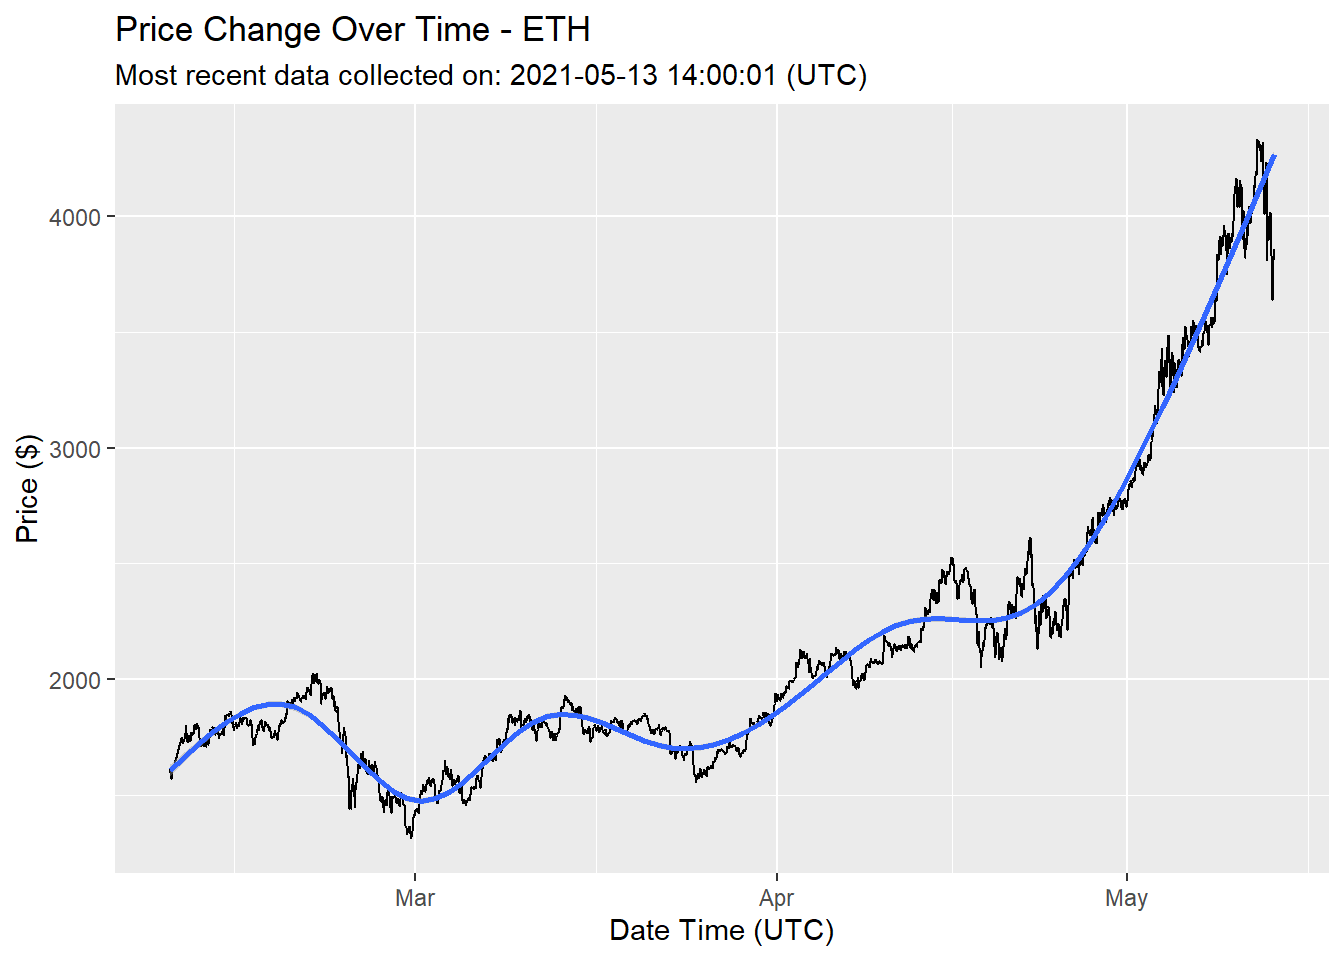 Price Change Over Time - ETH
Most recent data collected on: 2021-05-13 14:00:01 (UTC)
Price ($)
4000
3000
2000
Mar
Apr
May
Date Time (UTC)